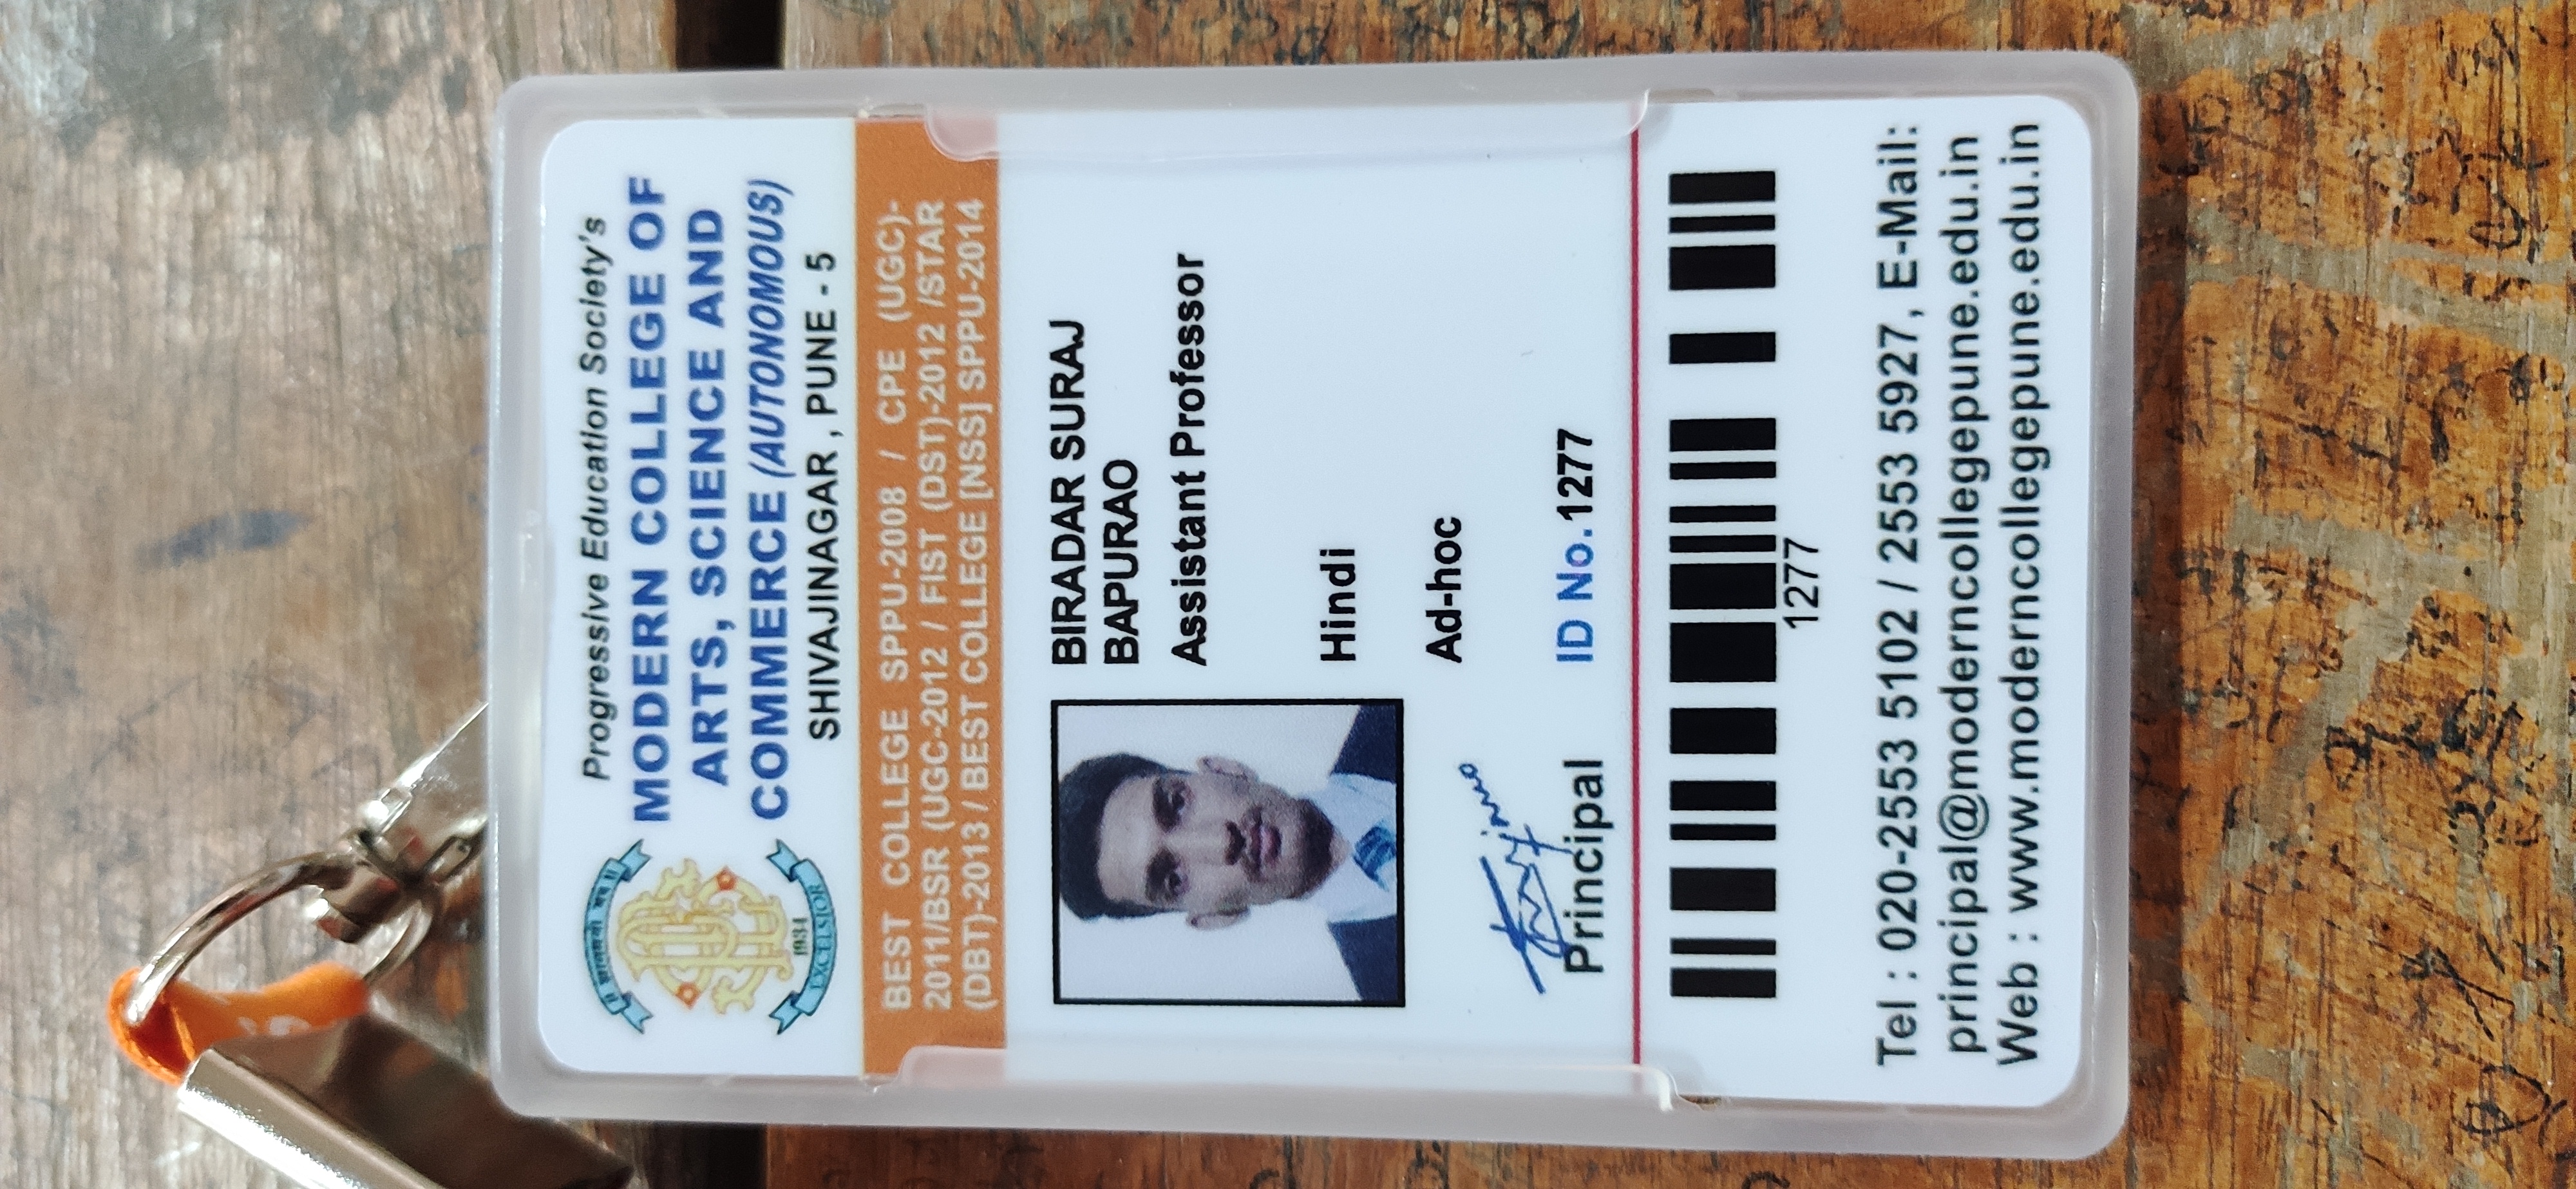 Progressive Education Society's
MODERN COLLEGE OF
ARTS, SCIENCE AND
COMMERCE (AUTONOMOUS)
SHIVAJINAGAR , PUNE - 5
1934
EXCELSIOR
BEST COLLEGE SPPU-2008 / CPE (UGC)-
2011/BSR (UGC-2012 / FIST (DST)-2012 /STAR
(DBT)-2013 / BEST COLLEGE [NSS] SPPU-2014
BIRADAR SURAJ
BAPURAO
Assistant Professor
Hindi
Ad-hoc
Principal
ID No.1277
1277
Tel : 020-2553 5102 / 2553 5927, E-Mail:
principal@moderncollegepune.edu.in
Web : www.moderncollegepune.edu.in